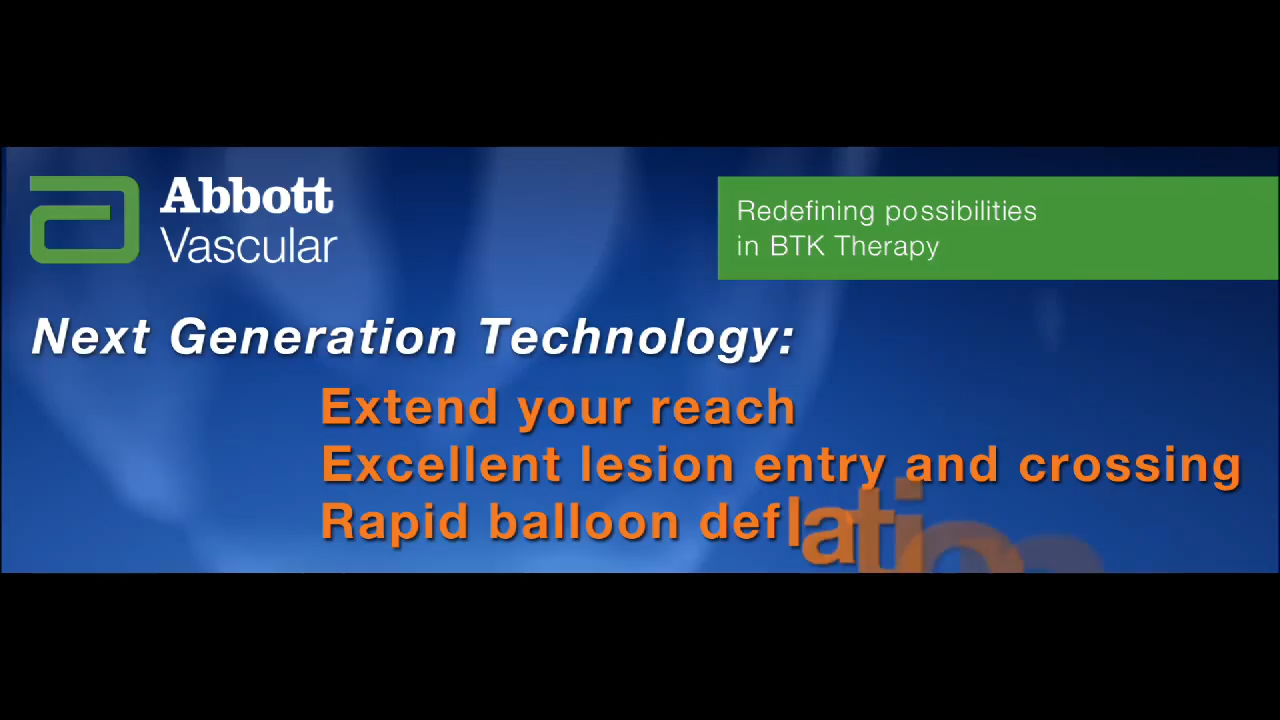 Abbott
Vascular
Redefining possibilities
in BTK Therapy
Next Generation Technology:
Extend your reach
Excellent lesion entry and crossing
Rapid balloon deflation